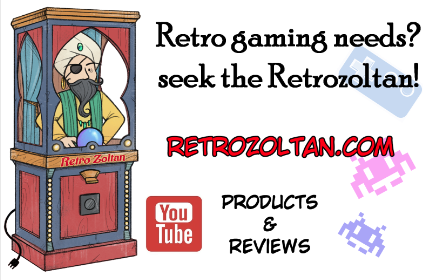 Retro gaming needs?
seek the Retrozoltan!
RETROZOLTAN.COM
Retro Zoltan
You
Tube
PRODUCTS
&
REVIEWS